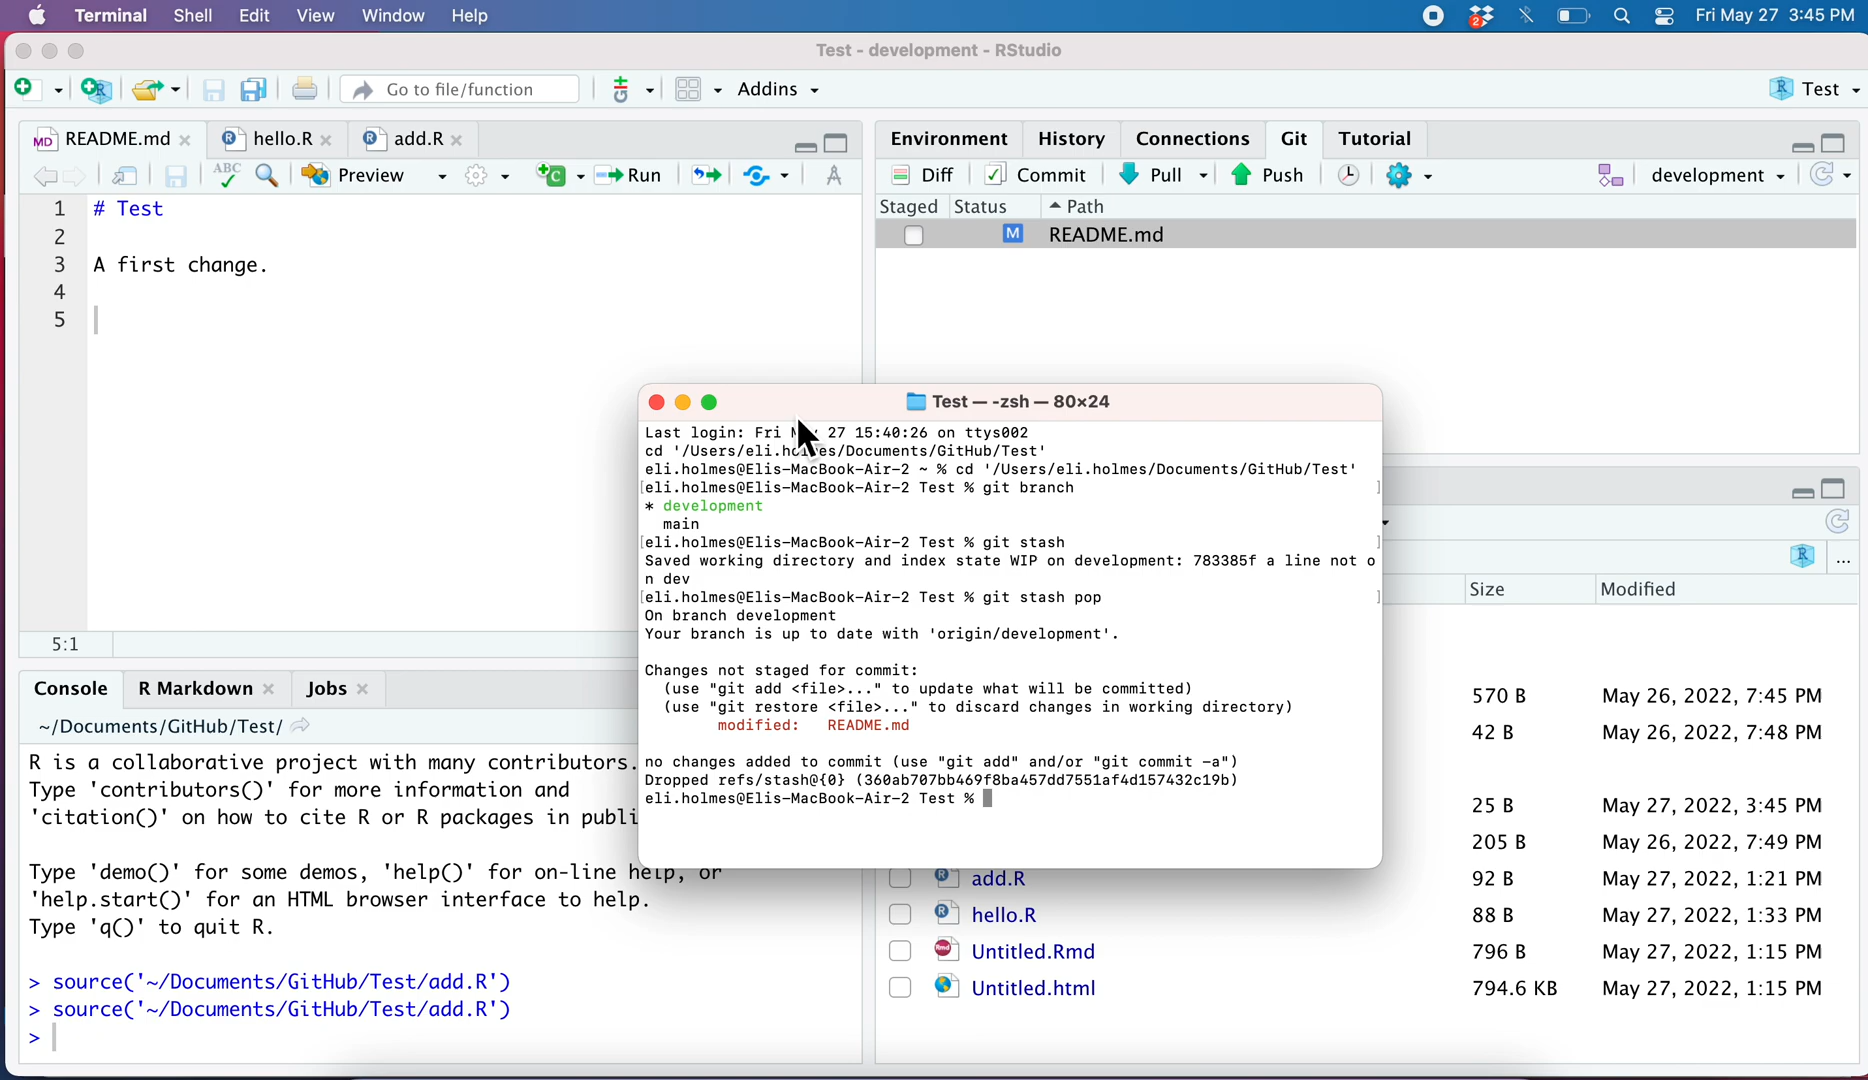 Terminal Shell Edit View Window Help 2 Fri May 27 3:45 PM
Test - development - RStudio
Go to file/function Addins Test
README.md hello.R add.R
ABC Preview Run
1 # Test
2
3 A first change.
4
5
5:1
Environment History Connections Git Tutorial
Diff Commit Pull Push development
Staged Status Path
M README.md
Test — -zsh — 80×24
Last login: Fri 27 15:40:26 on ttys002
cd '/Users/eli.holmes/Documents/GitHub/Test'
eli.holmes@Elis-MacBook-Air-2 ~ % cd '/Users/eli.holmes/Documents/GitHub/Test'
[eli.holmes@Elis-MacBook-Air-2 Test % git branch ]
* development
main
[eli.holmes@Elis-MacBook-Air-2 Test % git stash ]
Saved working directory and index state WIP on development: 783385f a line not o
n dev
[eli.holmes@Elis-MacBook-Air-2 Test % git stash pop ]
On branch development
Your branch is up to date with 'origin/development'.
Changes not staged for commit:
(use "git add <file>..." to update what will be committed)
(use "git restore <file>..." to discard changes in working directory)
modified: README.md
no changes added to commit (use "git add" and/or "git commit -a")
Dropped refs/stash@{0} (360ab707bb469f8ba457dd7551af4d157432c19b)
eli.holmes@Elis-MacBook-Air-2 Test %
Console R Markdown Jobs
~/Documents/GitHub/Test/
R is a collaborative project with many contributors.
Type 'contributors()' for more information and
'citation()' on how to cite R or R packages in publi
Type 'demo()' for some demos, 'help()' for on-line help, or
'help.start()' for an HTML browser interface to help.
Type 'q()' to quit R.
> source('~/Documents/GitHub/Test/add.R')
> source('~/Documents/GitHub/Test/add.R')
>
...
Size Modified
570 B May 26, 2022, 7:45 PM
42 B May 26, 2022, 7:48 PM
25 B May 27, 2022, 3:45 PM
205 B May 26, 2022, 7:49 PM
add.R 92 B May 27, 2022, 1:21 PM
hello.R 88 B May 27, 2022, 1:33 PM
Untitled.Rmd 796 B May 27, 2022, 1:15 PM
Untitled.html 794.6 KB May 27, 2022, 1:15 PM